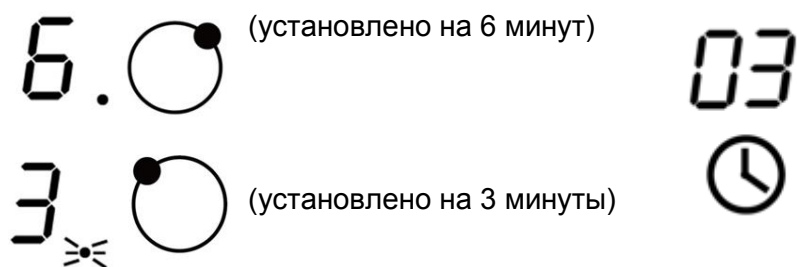 6. (установлено на 6 минут)
03
3 (установлено на 3 минуты)